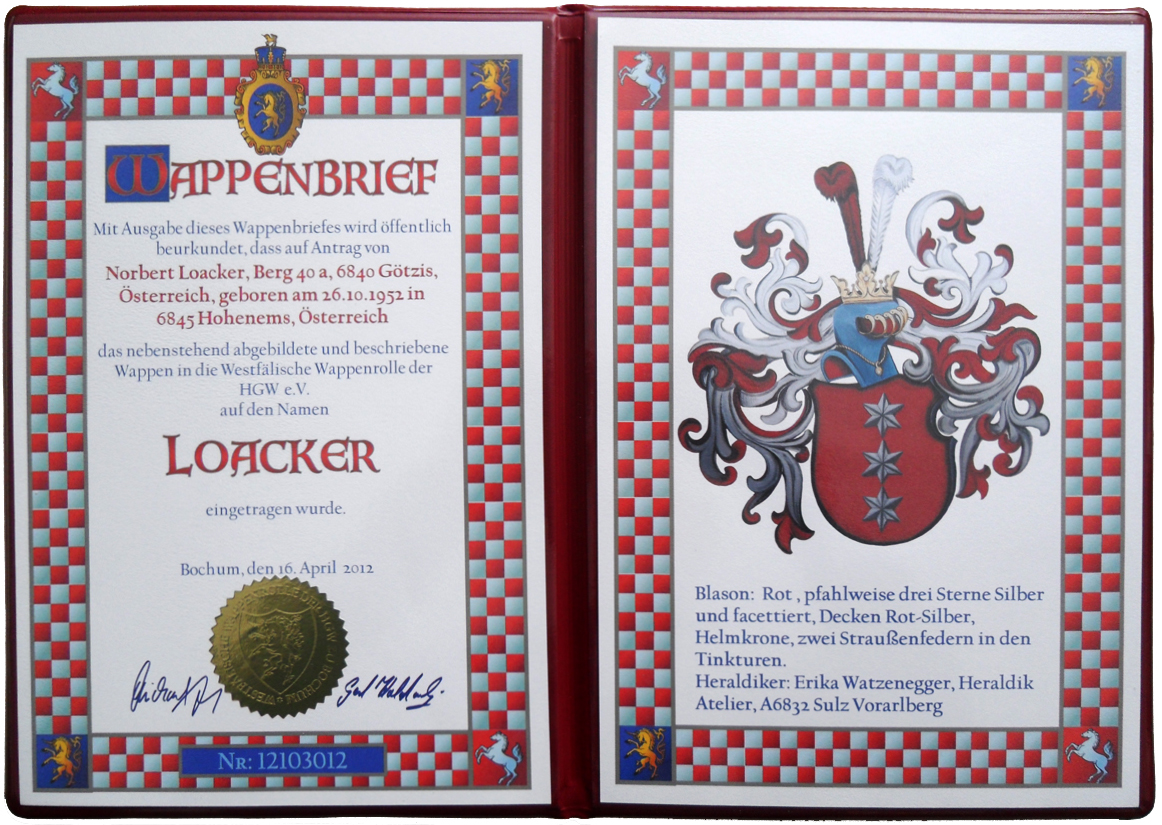 WAPPENBRIEF
Mit Ausgabe dieses Wappenbriefes wird öffentlich
beurkundet, dass auf Antrag von
Norbert Loacker, Berg 40 a, 6840 Götzis,
Österreich, geboren am 26.10.1952 in
6845 Hohenems, Österreich
das nebenstehend abgebildete und beschriebene
Wappen in die Westfälische Wappenrolle der
HGW e.V.
auf den Namen
LOACKER
eingetragen wurde.
Bochum, den 16. April 2012
NR: 12103012
Blason: Rot , pfahlweise drei Sterne Silber
und facettiert, Decken Rot-Silber,
Helmkrone, zwei Straußenfedern in den
Tinkturen.
Heraldiker: Erika Watzenegger, Heraldik
Atelier, A6832 Sulz Vorarlberg